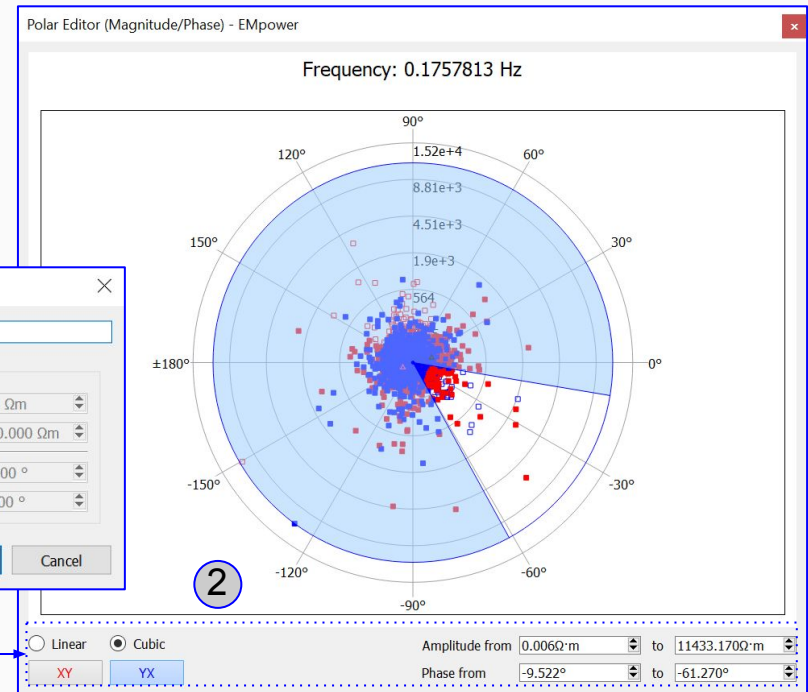 Polar Editor (Magnitude/Phase) - EMpower
Frequency: 0.1757813 Hz
90°
120°
60°
1.52e+4
8.81e+3
4.51e+3
1.9e+3
564
150°
30°
±180°
0°
-150°
-30°
-120°
-60°
-90°
Ωm
0.000 Ωm
00 °
00 °
Cancel
2
Linear
Cubic
XY
YX
Amplitude from 0.006Ω·m to 11433.170Ω·m
Phase from -9.522° to -61.270°